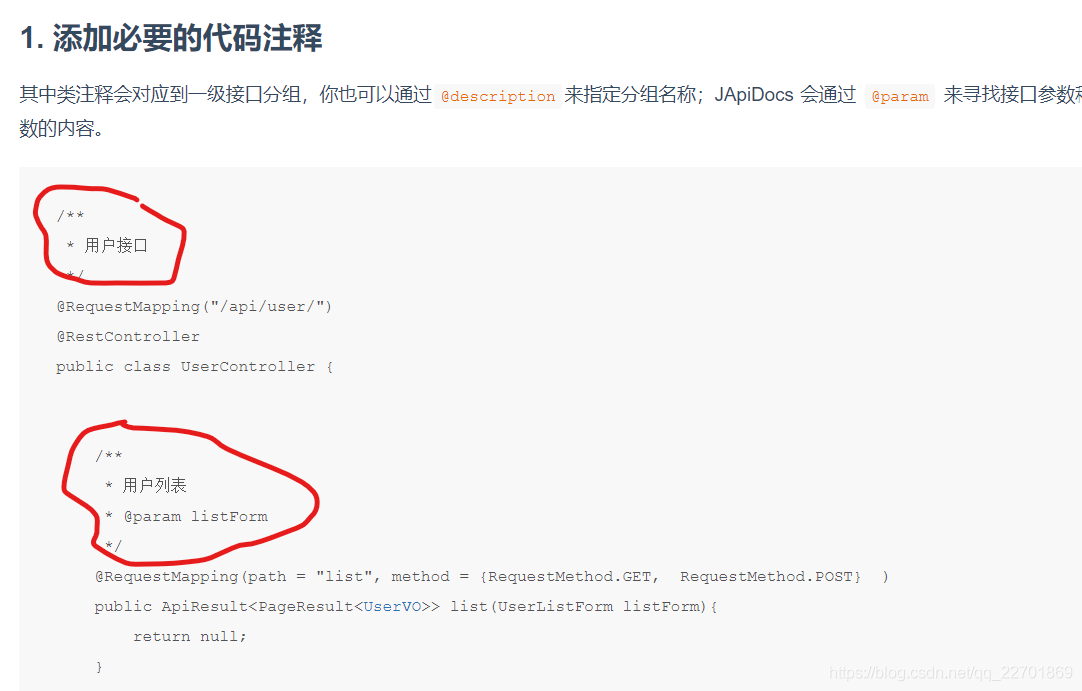 1. 添加必要的代码注释
其中类注释会对应到一级接口分组，你也可以通过 @description 来指定分组名称；JApiDocs 会通过 @param 来寻找接口参数和
数的内容。
/**
* 用户接口
*/
@RequestMapping("/api/user/")
@RestController
public class UserController {
/**
* 用户列表
* @param listForm
*/
@RequestMapping(path = "list", method = {RequestMethod.GET,  RequestMethod.POST}  )
public ApiResult<PageResult<UserVO>> list(UserListForm listForm){
return null;
}
https://blog.csdn.net/qq_22701869